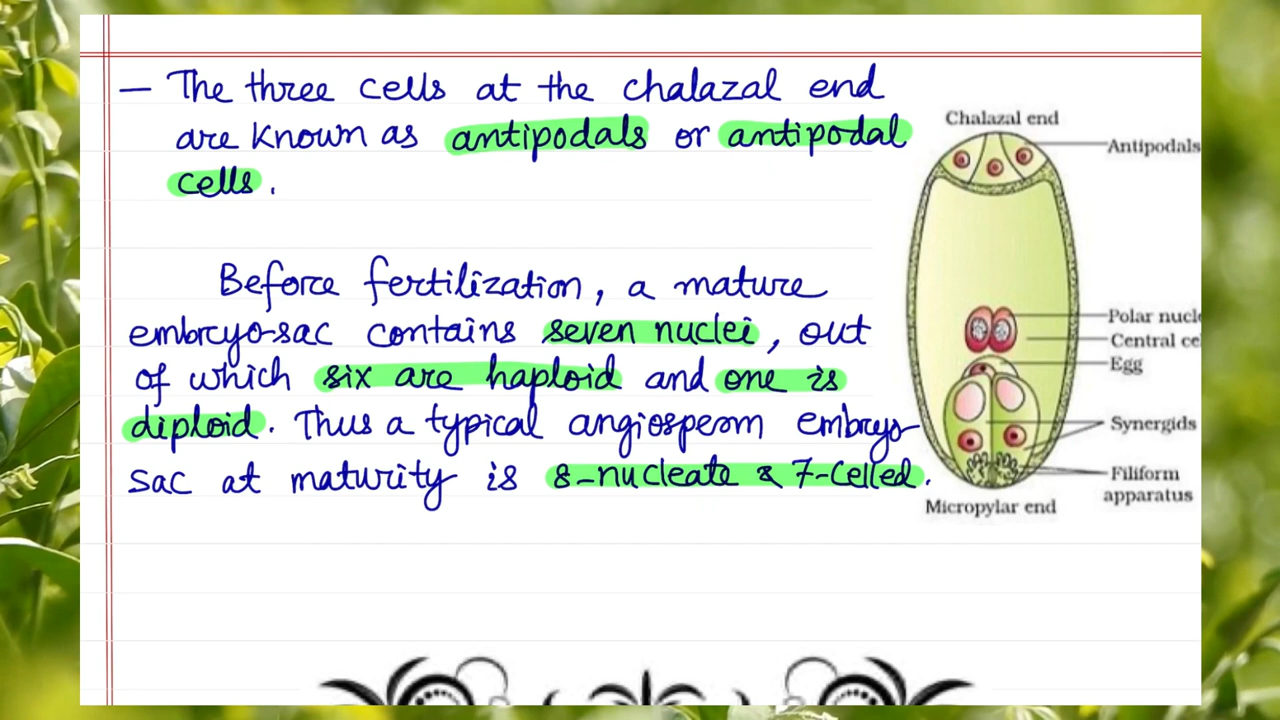 — The three cells at the chalazal end
are known as antipodals or antipodal
cells.
Before fertilization, a mature
embryo-sac contains seven nuclei, out
of which six are haploid and one is
diploid. Thus a typical angiosperm embryo
sac at maturity is 8-nucleate & 7-celled.
Chalazal end
Antipodals
Polar nucle
Central ce
Egg
Synergids
Filiform
apparatus
Micropylar end